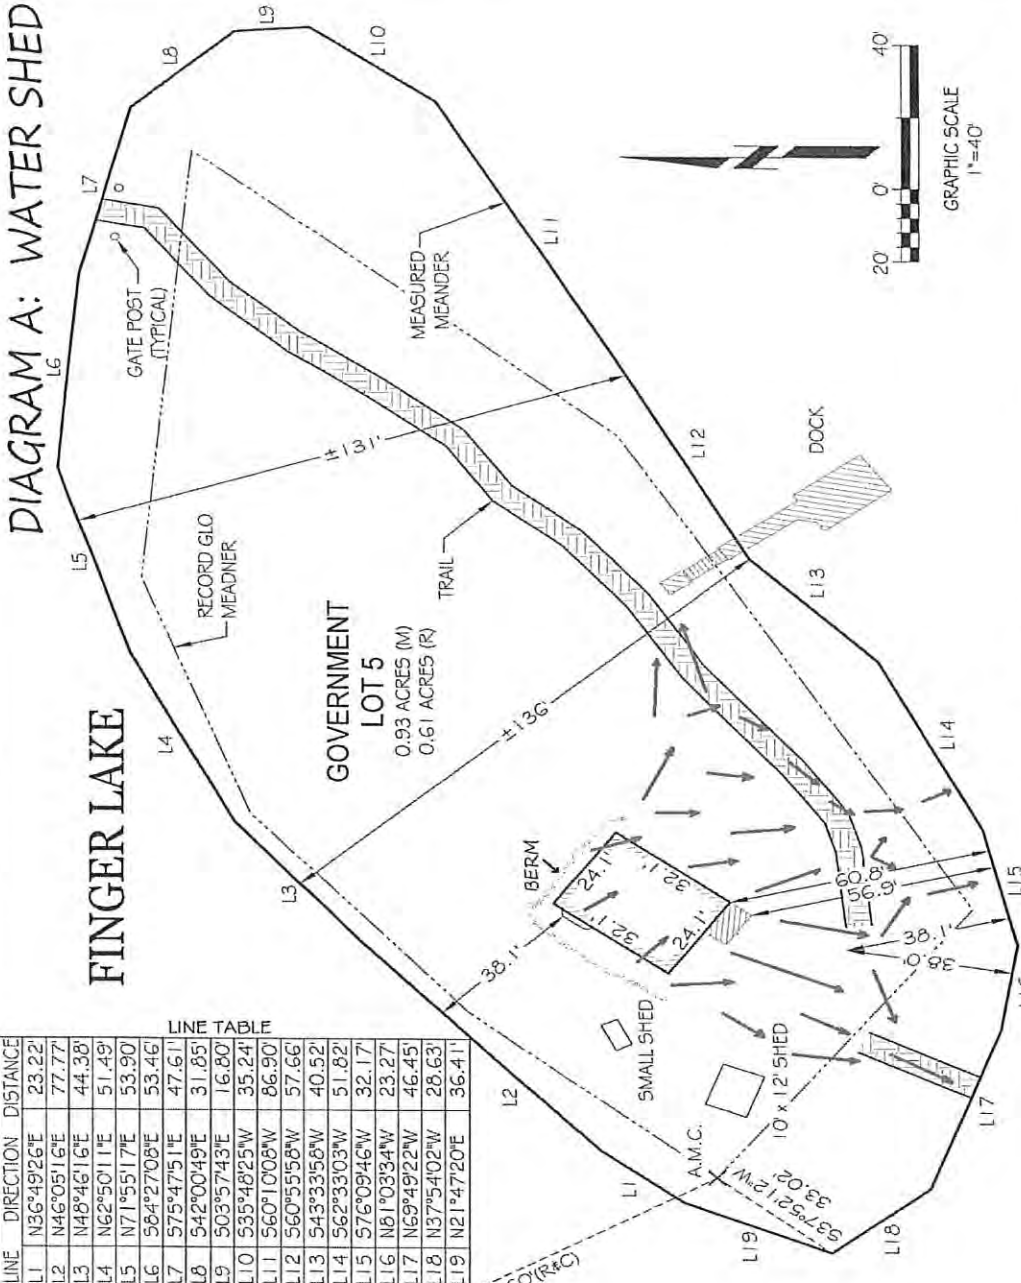 DIAGRAM A: WATER SHED
FINGER LAKE
LINE TABLE
LINE DIRECTION DISTANCE
L1 N36°49'26"E 23.22'
L2 N46°05'16"E 77.77'
L3 N48°46'16"E 44.38'
L4 N62°50'11"E 51.49'
L5 N71°55'17"E 53.90'
L6 S84°27'08"E 53.46'
L7 S75°47'51"E 47.61'
L8 S42°00'49"E 31.85'
L9 S03°57'43"E 16.80'
L10 S35°48'25"W 35.24'
L11 S60°10'08"W 86.90'
L12 S60°55'58"W 57.66'
L13 S43°33'58"W 40.52'
L14 S62°33'03"W 51.82'
L15 S76°09'46"W 32.17'
L16 N81°03'34"W 23.27'
L17 N69°49'22"W 46.45'
L18 N37°54'02"W 28.63'
L19 N21°47'20"E 36.41'
GOVERNMENT
LOT 5
0.93 ACRES (M)
0.61 ACRES (R)
RECORD GLO
MEADNER
GATE POST
(TYPICAL)
MEASURED
MEANDER
TRAIL
DOCK
BERM
SMALL SHED
10' x 12' SHED
A.M.C.
S37°52'12"W
33.02
±131'
±136'
38.1'
24.1'
32.1'
32.1'
24.1'
60.8'
56.9'
38.1'
38.0'
L1
L2
L3
L4
L5
L6
L7
L8
L9
L10
L11
L12
L13
L14
L15
L17
L18
L19
20' 0' 40'
GRAPHIC SCALE
1"=40'